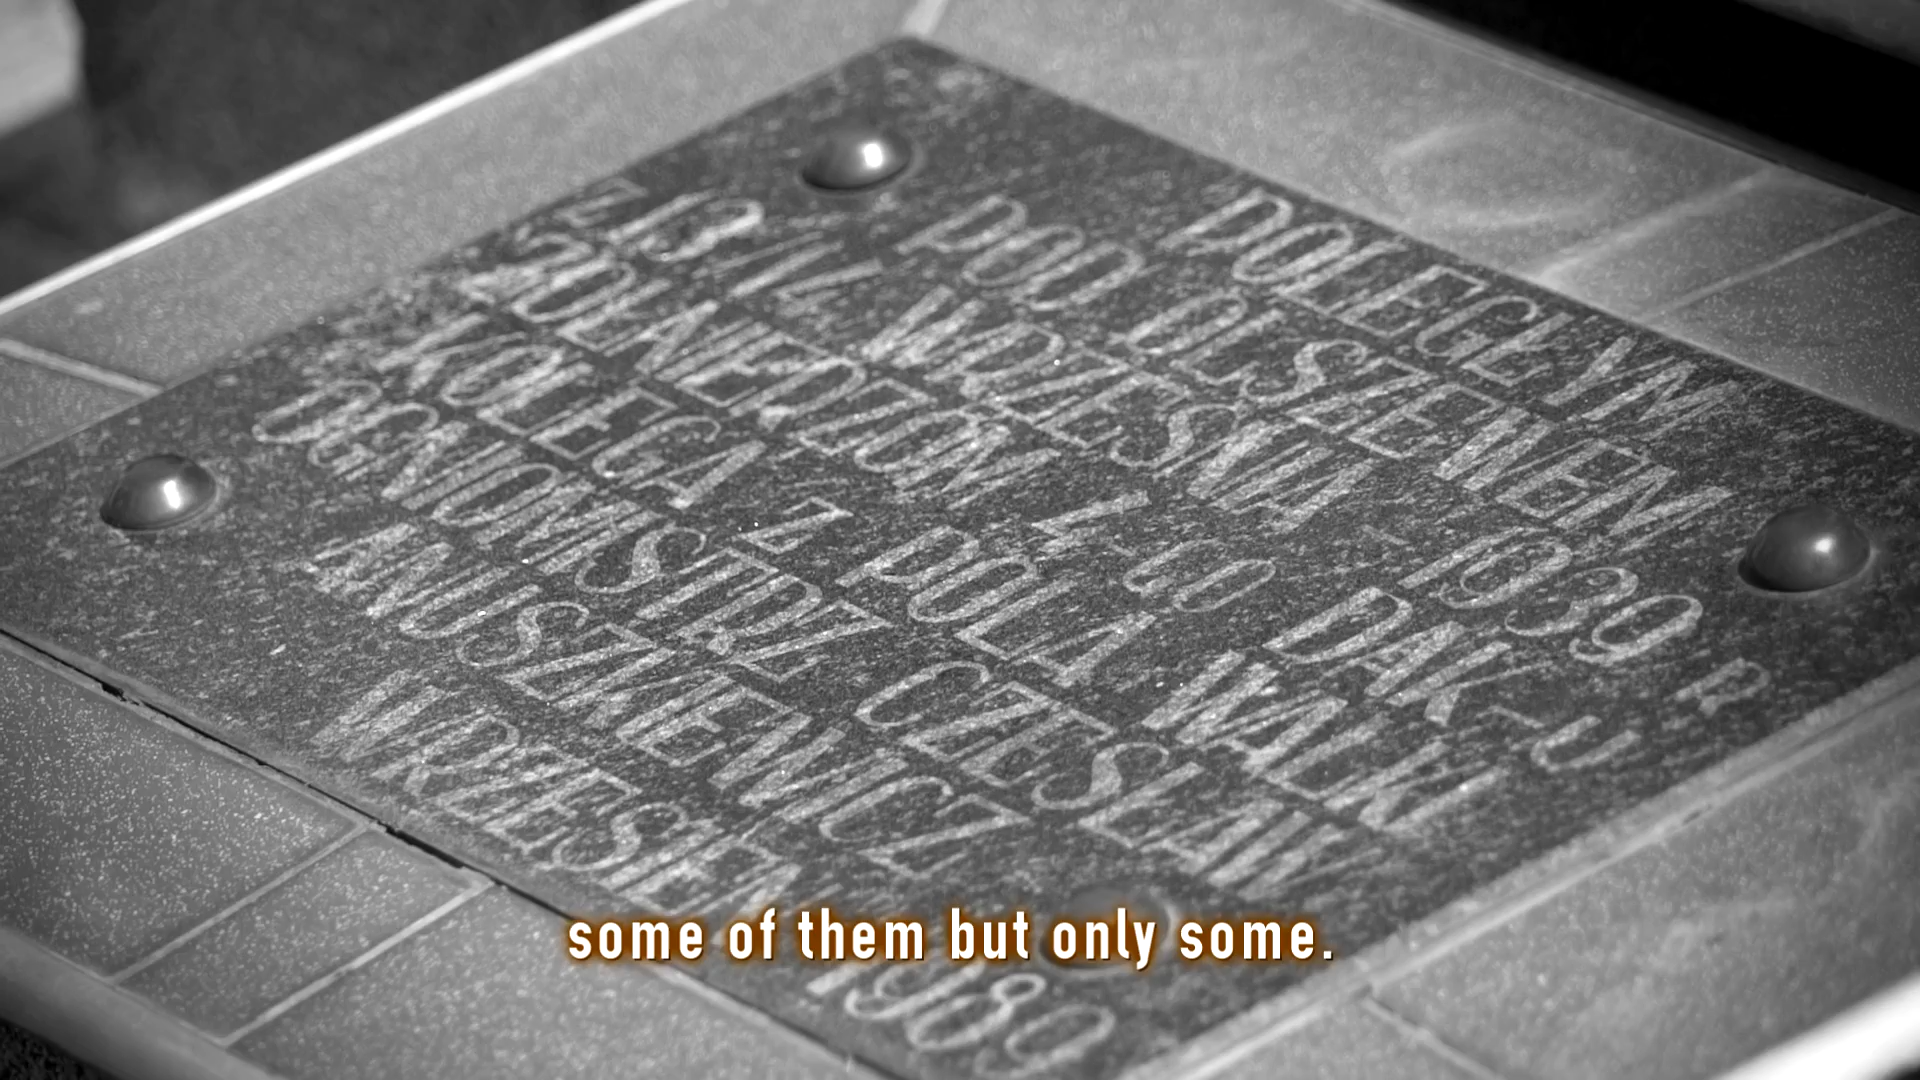 POLEGŁYM
POD OLSZEWEM
Z 13/14 WRZEŚNIA - 1939 R
ŻOŁNIERZOM 4-GO DAK-U
KOLEGA Z POLA WALKI
OGNIOMISTRZ CZESŁAW
ANUSZKIEWICZ
WRZESIEŃ
1980
some of them but only some.